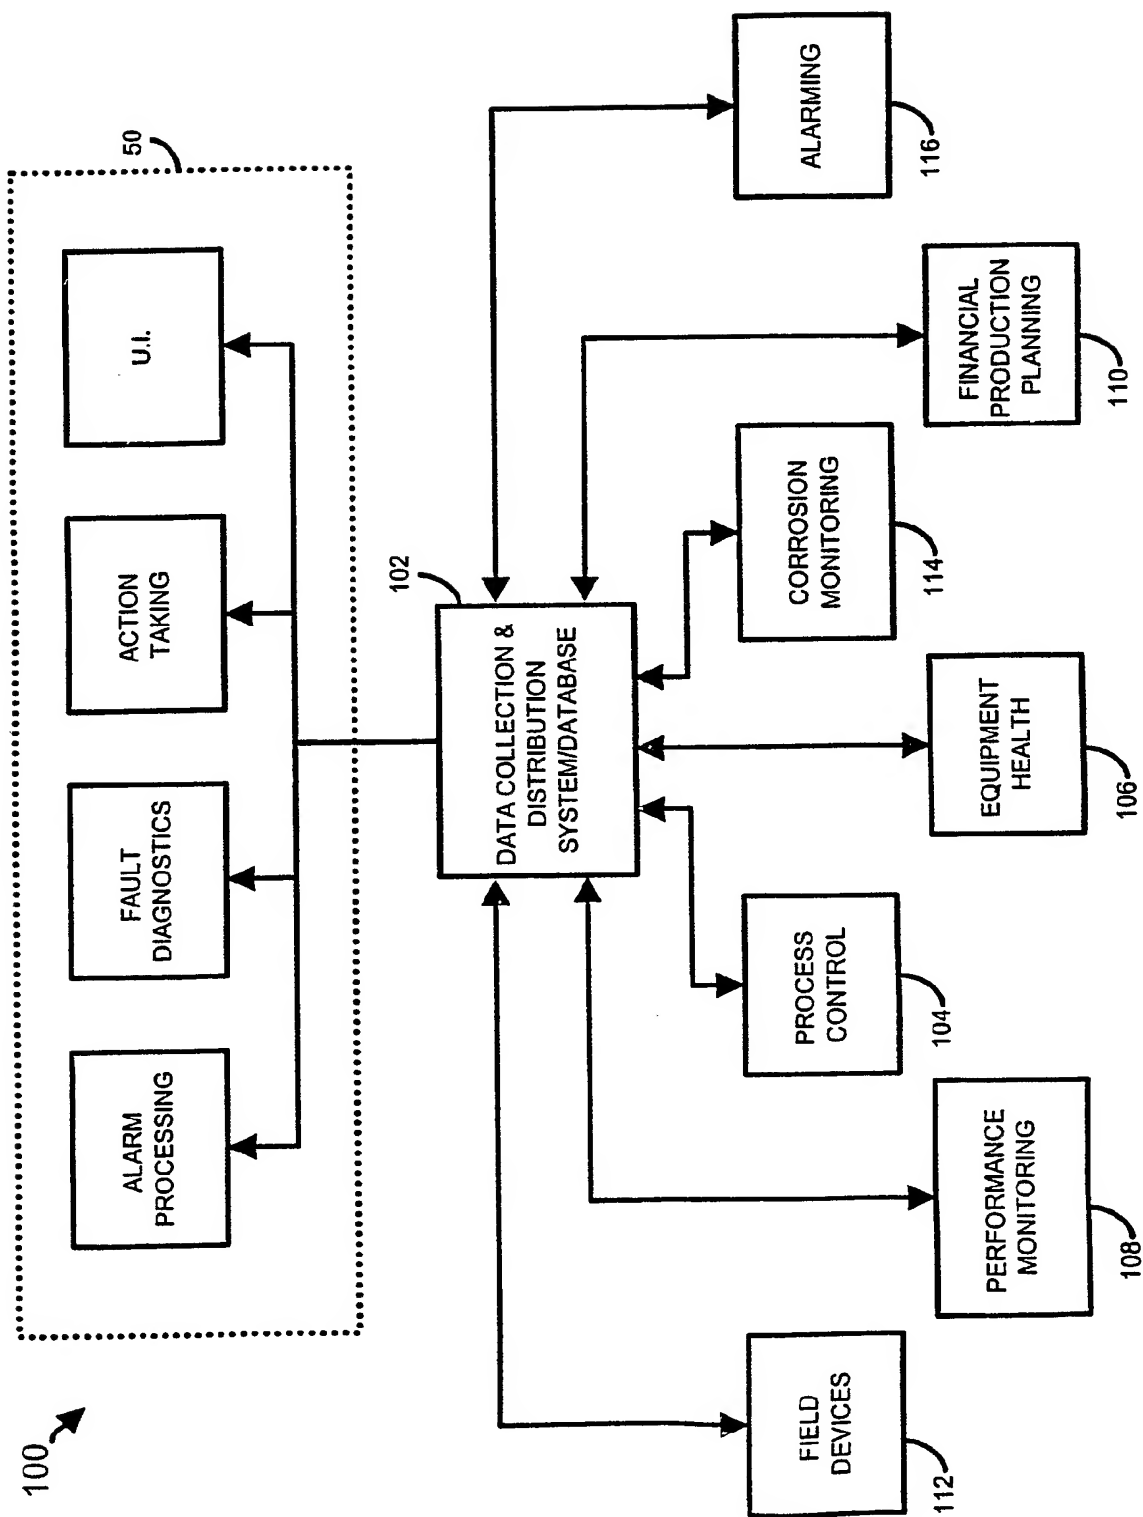 100
50
ALARM
PROCESSING
FAULT
DIAGNOSTICS
ACTION
TAKING
U.I.
102
DATA COLLECTION &
DISTRIBUTION
SYSTEM/DATABASE
FIELD
DEVICES
112
PERFORMANCE
MONITORING
108
PROCESS
CONTROL
104
EQUIPMENT
HEALTH
106
CORROSION
MONITORING
114
FINANCIAL
PRODUCTION
PLANNING
110
ALARMING
116